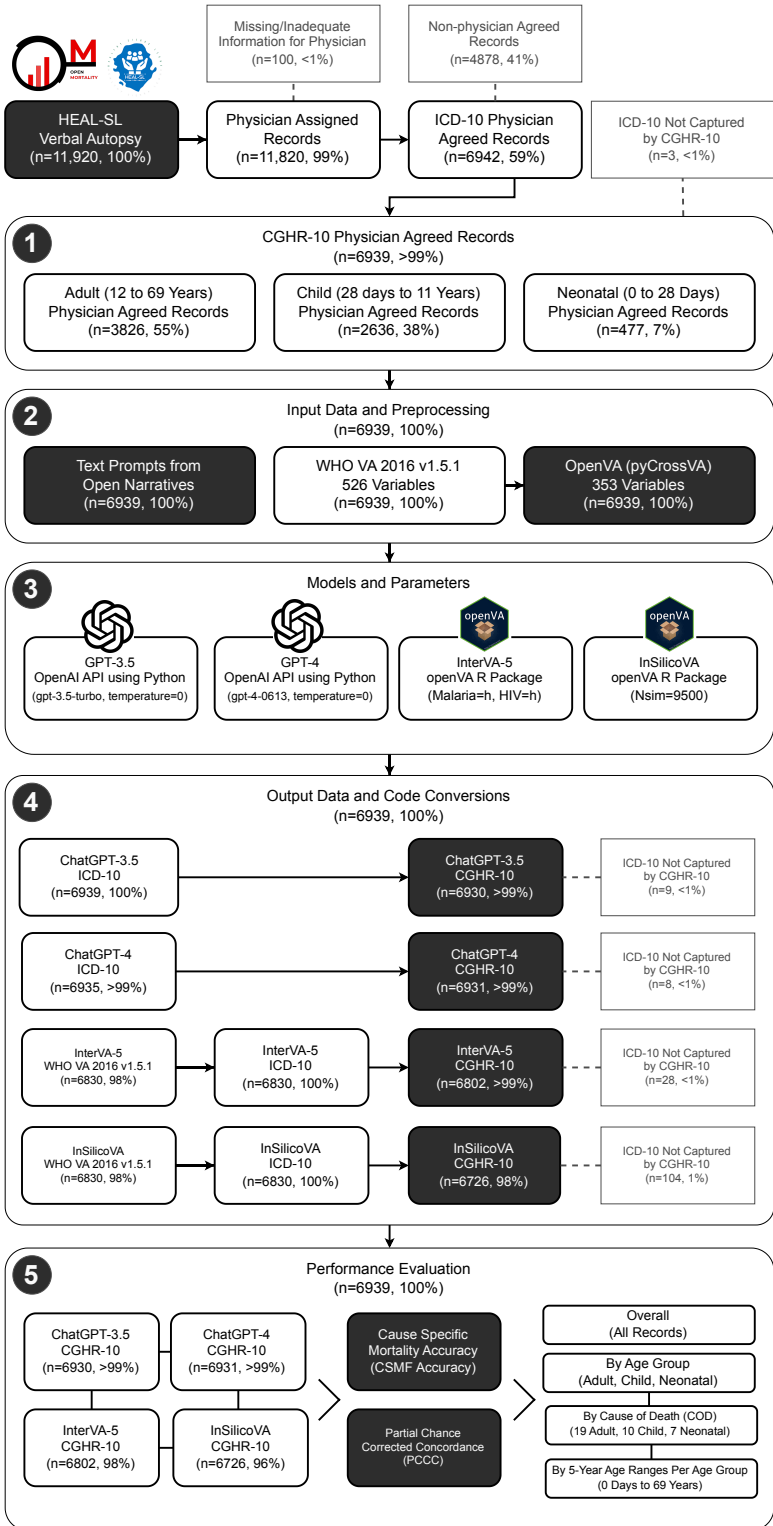 Missing/Inadequate
Information for Physician
(n=100, <1%)
Non-physician Agreed
Records
(n=4878, 41%)
M
OPEN
MORTALITY
HEAL-SL
HEAL-SL
Verbal Autopsy
(n=11,920, 100%)
Physician Assigned
Records
(n=11,820, 99%)
ICD-10 Physician
Agreed Records
(n=6942, 59%)
ICD-10 Not Captured
by CGHR-10
(n=3, <1%)
1
CGHR-10 Physician Agreed Records
(n=6939, >99%)
Adult (12 to 69 Years)
Physician Agreed Records
(n=3826, 55%)
Child (28 days to 11 Years)
Physician Agreed Records
(n=2636, 38%)
Neonatal (0 to 28 Days)
Physician Agreed Records
(n=477, 7%)
2
Input Data and Preprocessing
(n=6939, 100%)
Text Prompts from
Open Narratives
(n=6939, 100%)
WHO VA 2016 v1.5.1
526 Variables
(n=6939, 100%)
OpenVA (pyCrossVA)
353 Variables
(n=6939, 100%)
3
Models and Parameters
GPT-3.5
OpenAI API using Python
(gpt-3.5-turbo, temperature=0)
GPT-4
OpenAI API using Python
(gpt-4-0613, temperature=0)
openVA
InterVA-5
openVA R Package
(Malaria=h, HIV=h)
openVA
InSilicoVA
openVA R Package
(Nsim=9500)
4
Output Data and Code Conversions
(n=6939, 100%)
ChatGPT-3.5
ICD-10
(n=6939, 100%)
ChatGPT-3.5
CGHR-10
(n=6930, >99%)
ICD-10 Not Captured
by CGHR-10
(n=9, <1%)
ChatGPT-4
ICD-10
(n=6935, >99%)
ChatGPT-4
CGHR-10
(n=6931, >99%)
ICD-10 Not Captured
by CGHR-10
(n=8, <1%)
InterVA-5
WHO VA 2016 v1.5.1
(n=6830, 98%)
InterVA-5
ICD-10
(n=6830, 100%)
InterVA-5
CGHR-10
(n=6802, >99%)
ICD-10 Not Captured
by CGHR-10
(n=28, <1%)
InSilicoVA
WHO VA 2016 v1.5.1
(n=6830, 98%)
InSilicoVA
ICD-10
(n=6830, 100%)
InSilicoVA
CGHR-10
(n=6726, 98%)
ICD-10 Not Captured
by CGHR-10
(n=104, 1%)
5
Performance Evaluation
(n=6939, 100%)
ChatGPT-3.5
CGHR-10
(n=6930, >99%)
ChatGPT-4
CGHR-10
(n=6931, >99%)
InterVA-5
CGHR-10
(n=6802, 98%)
InSilicoVA
CGHR-10
(n=6726, 96%)
Cause Specific
Mortality Accuracy
(CSMF Accuracy)
Partial Chance
Corrected Concordance
(PCCC)
Overall
(All Records)
By Age Group
(Adult, Child, Neonatal)
By Cause of Death (COD)
(19 Adult, 10 Child, 7 Neonatal)
By 5-Year Age Ranges Per Age Group
(0 Days to 69 Years)